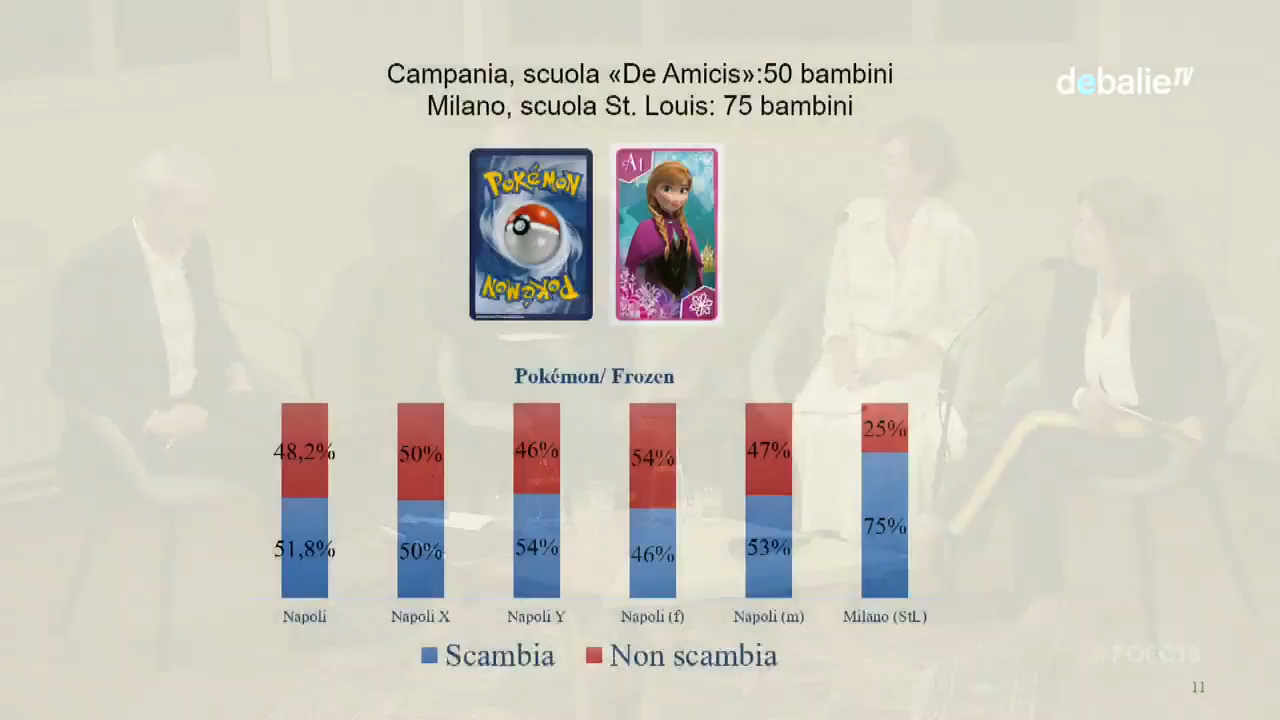 Campania, scuola «De Amicis»:50 bambini
Milano, scuola St. Louis: 75 bambini
debalieTV
POKéMON
POKéMON
A1
Pokémon/ Frozen
48,2% 50% 46% 54% 47% 25%
51,8% 50% 54% 46% 53% 75%
Napoli Napoli X Napoli Y Napoli (f) Napoli (m) Milano (StL)
Scambia Non scambia
#FOEC18
11